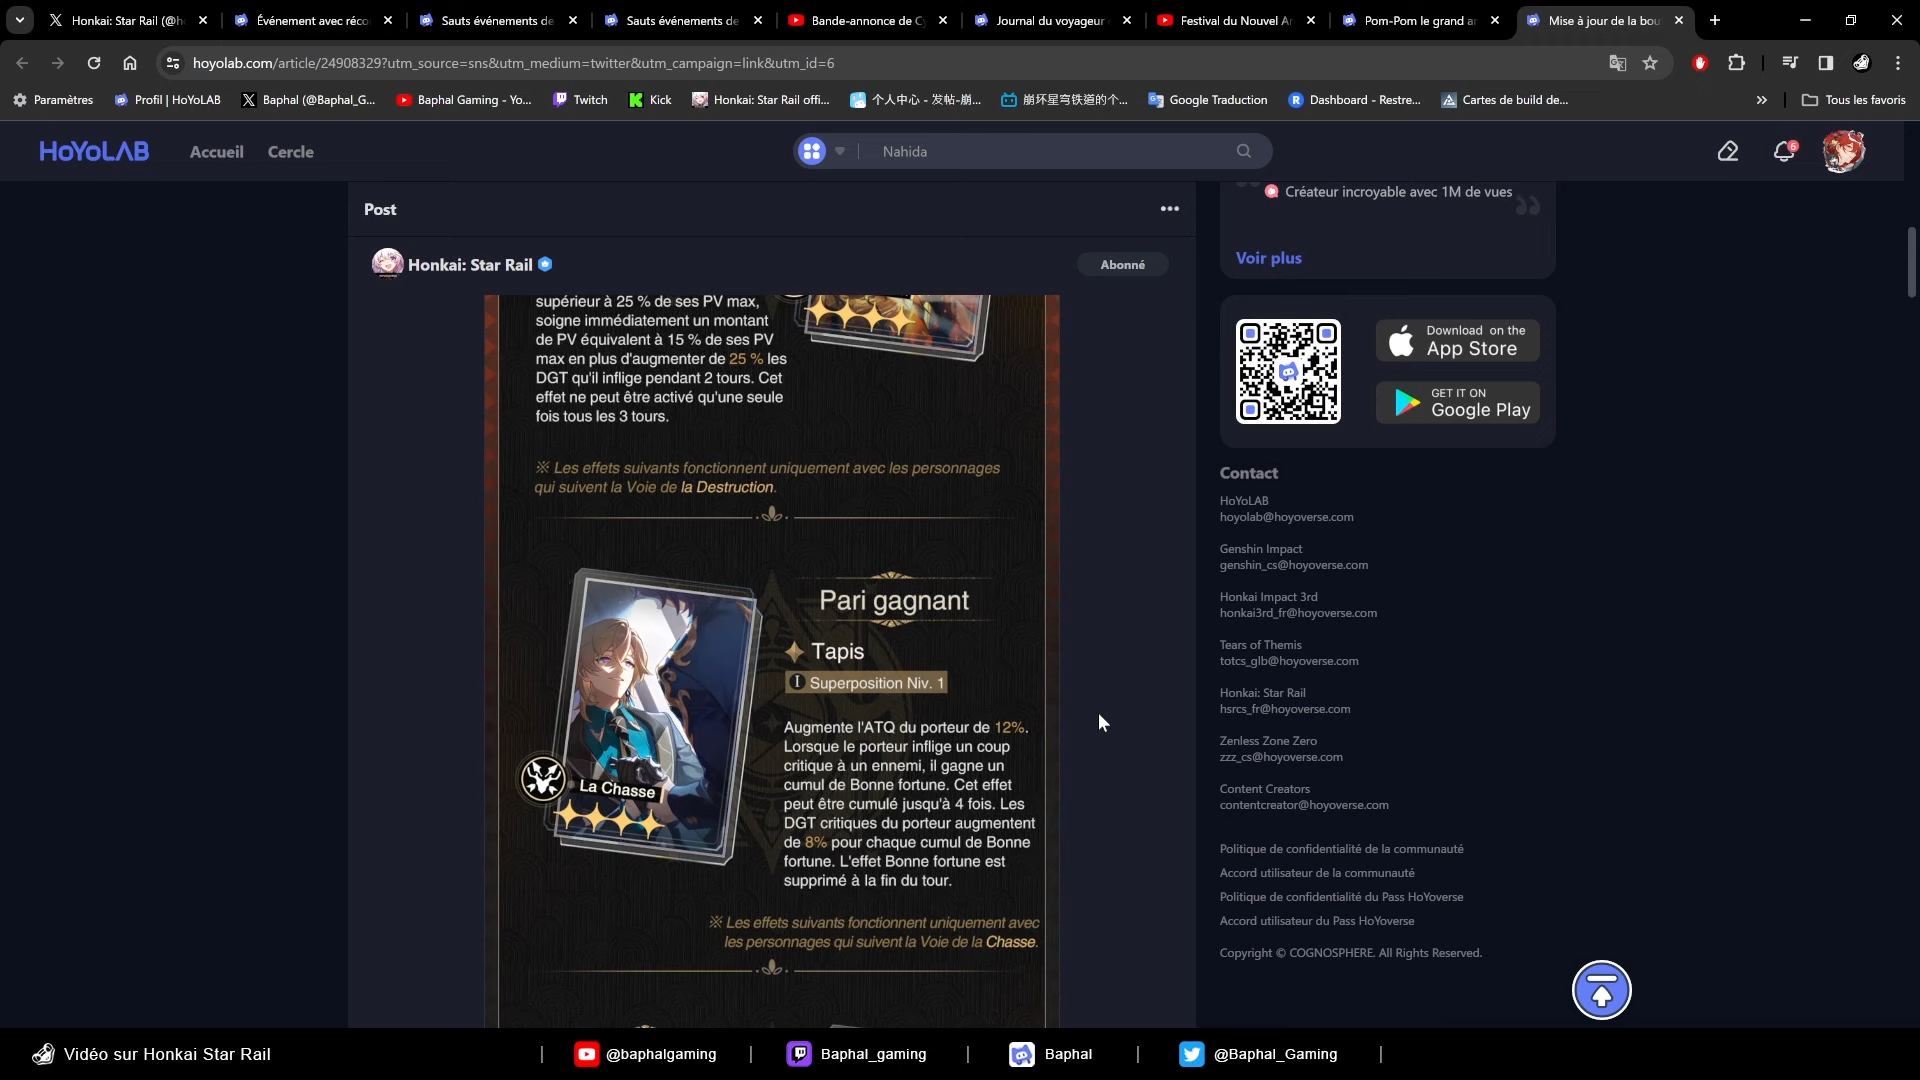 Honkai: Star Rail (@h
Événement avec réco
Sauts événements de
Sauts événements de
Bande-annonce de Cy
Journal du voyageur
Festival du Nouvel A
Pom-Pom le grand a
Mise à jour de la bou
hoyolab.com/article/24908329?utm_source=sns&utm_medium=twitter&utm_campaign=link&utm_id=6
Paramètres
Profil | HoYoLAB
Baphal (@Baphal_G...
Baphal Gaming - Yo...
Twitch
Kick
Honkai: Star Rail offi...
个人中心 - 发帖-崩...
崩坏星穹铁道的个...
Google Traduction
Dashboard - Restre...
Cartes de build de...
Tous les favoris
HoYoLAB
Accueil
Cercle
Nahida
6
Post
Créateur incroyable avec 1M de vues
Voir plus
Honkai: Star Rail
Abonné
supérieur à 25 % de ses PV max,
soigne immédiatement un montant
de PV équivalent à 15 % de ses PV
max en plus d'augmenter de 25 % les
DGT qu'il inflige pendant 2 tours. Cet
effet ne peut être activé qu'une seule
fois tous les 3 tours.
※ Les effets suivants fonctionnent uniquement avec les personnages
qui suivent la Voie de la Destruction.
Pari gagnant
Tapis
I Superposition Niv. 1
Augmente l'ATQ du porteur de 12%.
Lorsque le porteur inflige un coup
critique à un ennemi, il gagne un
cumul de Bonne fortune. Cet effet
peut être cumulé jusqu'à 4 fois. Les
DGT critiques du porteur augmentent
de 8% pour chaque cumul de Bonne
fortune. L'effet Bonne fortune est
supprimé à la fin du tour.
La Chasse
※ Les effets suivants fonctionnent uniquement avec
les personnages qui suivent la Voie de la Chasse.
Download on the
App Store
GET IT ON
Google Play
Contact
HoYoLAB
hoyolab@hoyoverse.com
Genshin Impact
genshin_cs@hoyoverse.com
Honkai Impact 3rd
honkai3rd_fr@hoyoverse.com
Tears of Themis
totcs_glb@hoyoverse.com
Honkai: Star Rail
hsrcs_fr@hoyoverse.com
Zenless Zone Zero
zzz_cs@hoyoverse.com
Content Creators
contentcreator@hoyoverse.com
Politique de confidentialité de la communauté
Accord utilisateur de la communauté
Politique de confidentialité du Pass HoYoverse
Accord utilisateur du Pass HoYoverse
Copyright © COGNOSPHERE. All Rights Reserved.
Vidéo sur Honkai Star Rail
@baphalgaming
Baphal_gaming
Baphal
@Baphal_Gaming